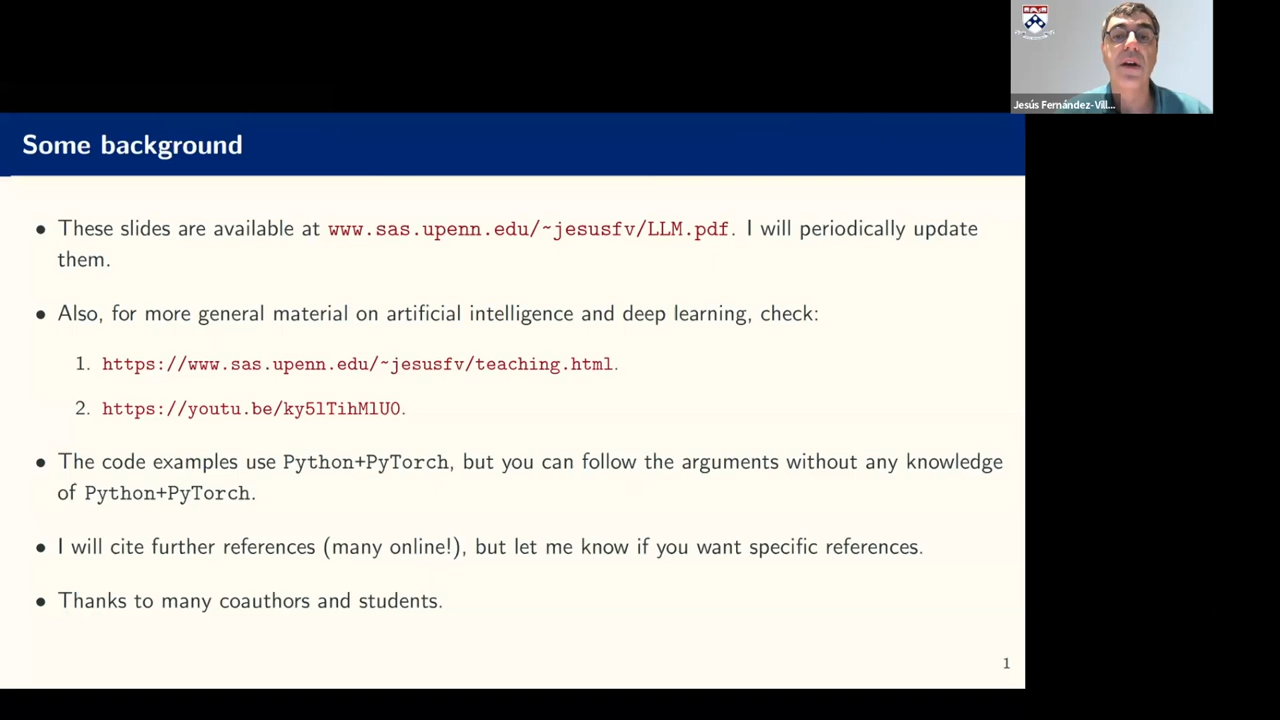 Jesús Fernández-Vill...
Some background
• These slides are available at www.sas.upenn.edu/~jesusfv/LLM.pdf. I will periodically update
them.
• Also, for more general material on artificial intelligence and deep learning, check:
1. https://www.sas.upenn.edu/~jesusfv/teaching.html.
2. https://youtu.be/ky5lTihMlU0.
• The code examples use Python+PyTorch, but you can follow the arguments without any knowledge
of Python+PyTorch.
• I will cite further references (many online!), but let me know if you want specific references.
• Thanks to many coauthors and students.
1